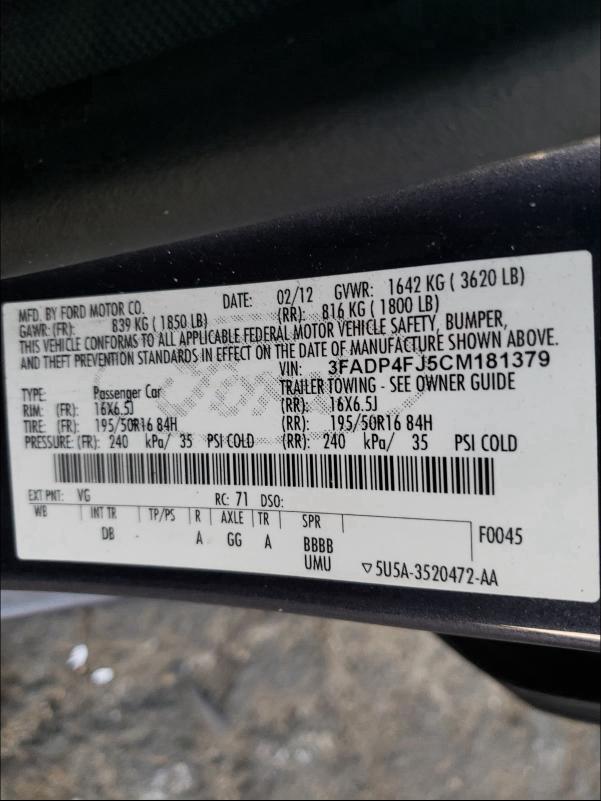 MFD. BY FORD MOTOR CO. DATE: 02/12 GVWR: 1642 KG ( 3620 LB)
GAWR: (FR): 839 KG ( 1850 LB) (RR): 816 KG ( 1800 LB)
THIS VEHICLE CONFORMS TO ALL APPLICABLE FEDERAL MOTOR VEHICLE SAFETY, BUMPER,
AND THEFT PREVENTION STANDARDS IN EFFECT ON THE DATE OF MANUFACTURE SHOWN ABOVE.
VIN: 3FADP4FJ5CM181379
TYPE: Passenger Car TRAILER TOWING - SEE OWNER GUIDE
RIM: (FR): 16X6.5J (RR): 16X6.5J
TIRE: (FR): 195/50R16 84H (RR): 195/50R16 84H
PRESSURE: (FR): 240 kPa/ 35 PSI COLD (RR): 240 kPa/ 35 PSI COLD
EXT PNT: VG RC: 71 DSO:
WB INT TR TP/PS R AXLE TR SPR F0045
DB A GG A BBBB
UMU ▽5U5A-3520472-AA